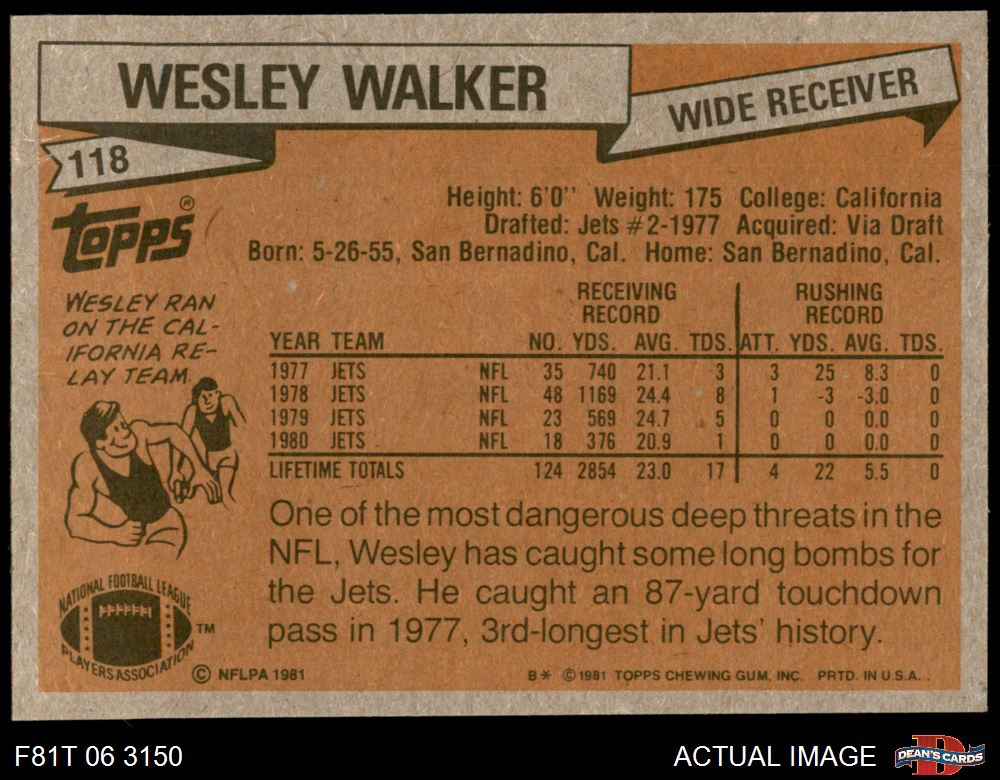 WESLEY WALKER
WIDE RECEIVER
118
TOPPS®
Height: 6'0'' Weight: 175 College: California
Drafted: Jets #2-1977 Acquired: Via Draft
Born: 5-26-55, San Bernadino, Cal. Home: San Bernadino, Cal.
WESLEY RAN
ON THE CAL-
IFORNIA RE-
LAY TEAM.
RECEIVING RECORD RUSHING RECORD
YEAR TEAM NO. YDS. AVG. TDS. ATT. YDS. AVG. TDS.
1977 JETS NFL 35 740 21.1 3 3 25 8.3 0
1978 JETS NFL 48 1169 24.4 8 1 -3 -3.0 0
1979 JETS NFL 23 569 24.7 5 0 0 0.0 0
1980 JETS NFL 18 376 20.9 1 0 0 0.0 0
LIFETIME TOTALS 124 2854 23.0 17 4 22 5.5 0
One of the most dangerous deep threats in the
NFL, Wesley has caught some long bombs for
the Jets. He caught an 87-yard touchdown
pass in 1977, 3rd-longest in Jets' history.
NATIONAL FOOTBALL LEAGUE
PLAYERS ASSOCIATION
TM
© NFLPA 1981
B* © 1981 TOPPS CHEWING GUM, INC. PRTD. IN U.S.A.
F81T 06 3150
ACTUAL IMAGE
D
DEAN'S CARDS